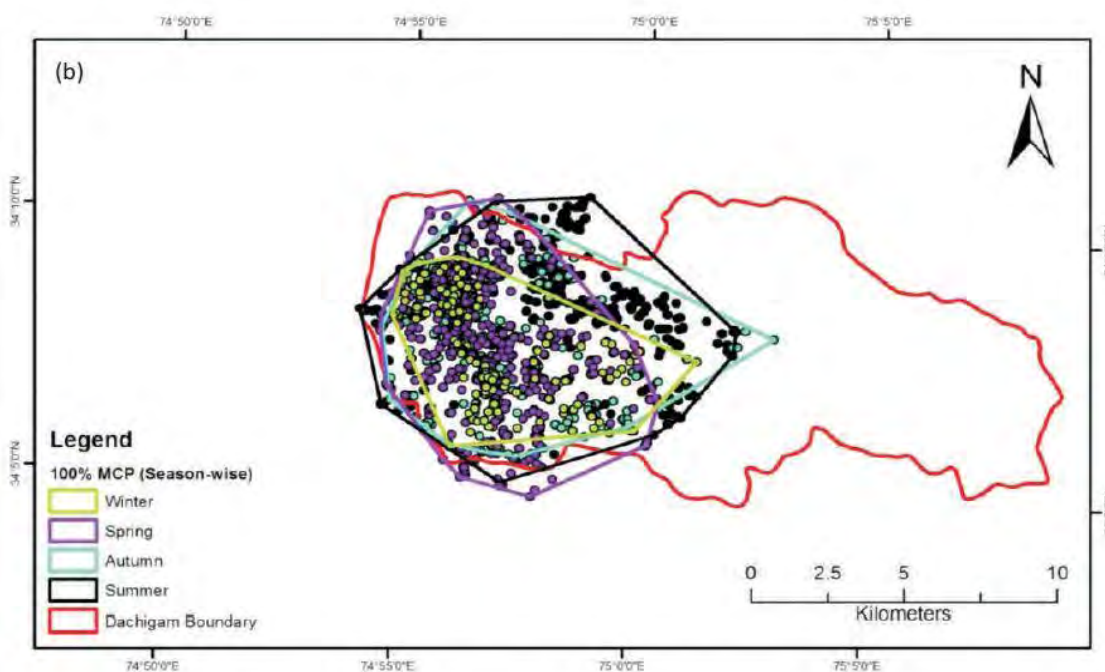 74°50'0"E 74°55'0"E 75°0'0"E 75°5'0"E
(b)
N
34°10'0"N
34°5'0"N
Legend
100% MCP (Season-wise)
Winter
Spring
Autumn
Summer
Dachigam Boundary
0 2.5 5 10
Kilometers
74°50'0"E 74°55'0"E 75°0'0"E 75°5'0"E